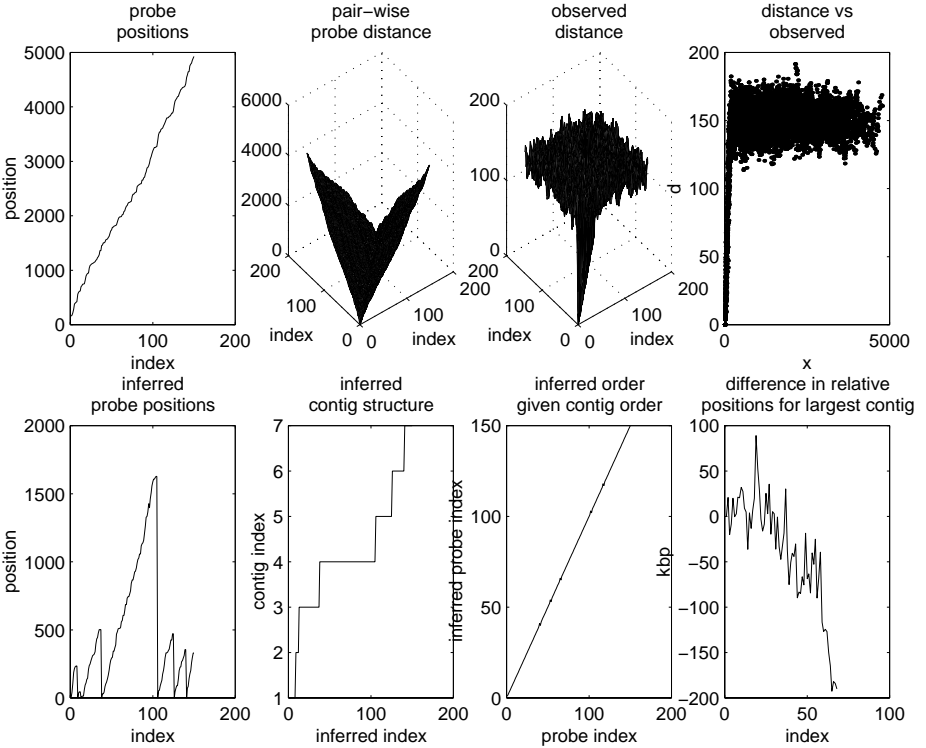 probe
positions
5000
4000
3000
2000
1000
0
position
0 100 200
index
pair-wise
probe distance
6000
4000
2000
0
200
100
0
index
0
100
200
index
observed
distance
200
100
0
200
100
0
index
0
100
200
index
distance vs
observed
200
150
100
50
0
d
0 5000
x
inferred
probe positions
2000
1500
1000
500
0
position
0 100 200
index
inferred
contig structure
7
6
5
4
3
2
1
contig index
0 100 200
inferred index
inferred order
given contig order
150
100
50
0
inferred probe index
0 100 200
probe index
difference in relative
positions for largest contig
100
50
0
-50
-100
-150
-200
kbp
0 50 100
index